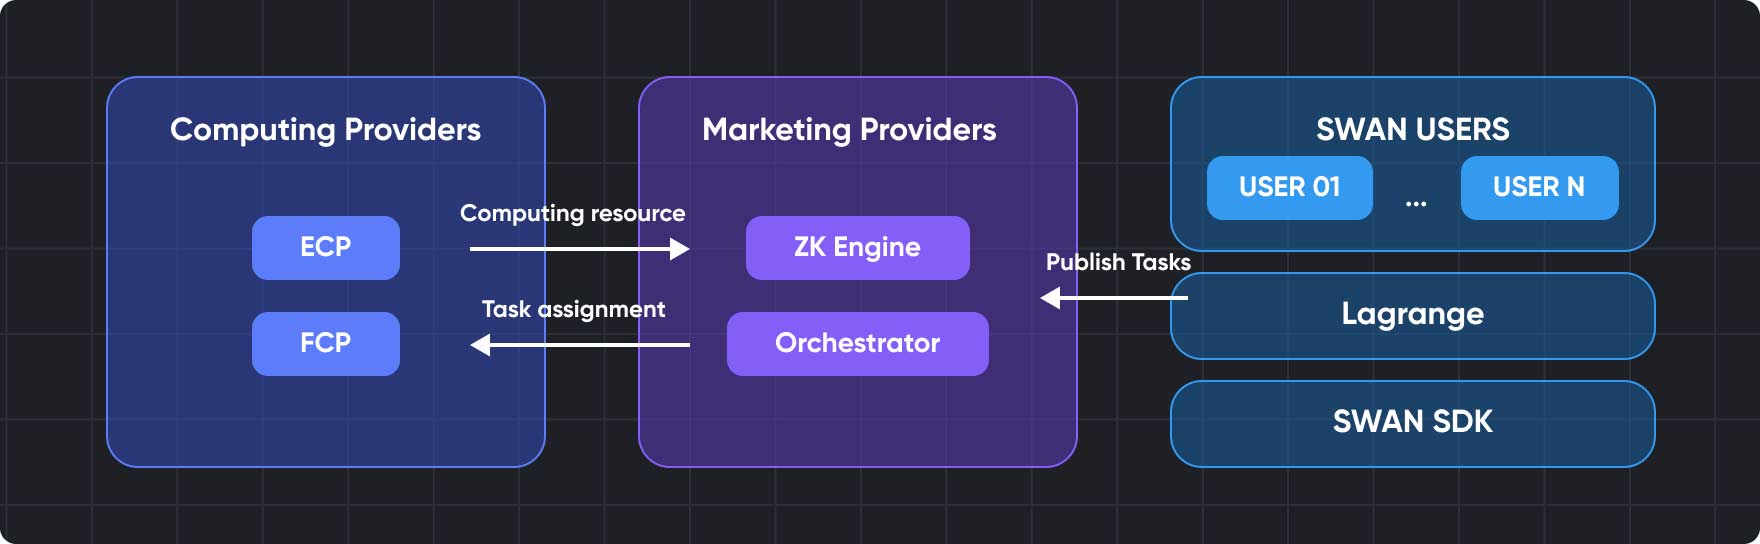 Computing Providers
ECP
FCP
Computing resource
Task assignment
Marketing Providers
ZK Engine
Orchestrator
Publish Tasks
SWAN USERS
USER 01
...
USER N
Lagrange
SWAN SDK